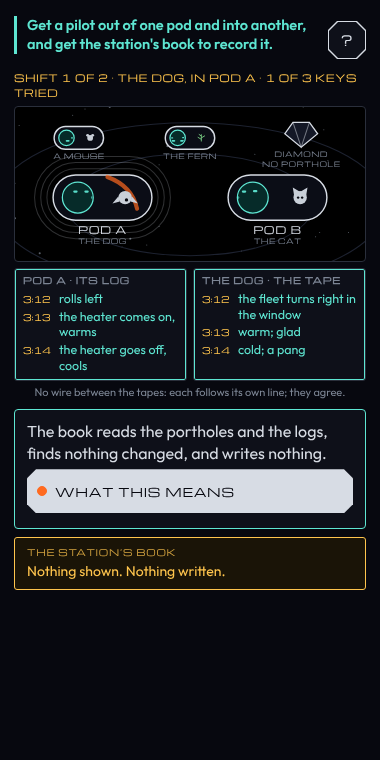 Get a pilot out of one pod and into another,
and get the station's book to record it.
?
SHIFT 1 OF 2 · THE DOG, IN POD A · 1 OF 3 KEYS
TRIED
A MOUSE
THE FERN
DIAMOND
NO PORTHOLE
POD A
THE DOG
POD B
THE CAT
POD A · ITS LOG
3:12 rolls left
3:13 the heater comes on,
warms
3:14 the heater goes off,
cools
THE DOG · THE TAPE
3:12 the fleet turns right in
the window
3:13 warm; glad
3:14 cold; a pang
No wire between the tapes: each follows its own line; they agree.
The book reads the portholes and the logs,
finds nothing changed, and writes nothing.
WHAT THIS MEANS
THE STATION'S BOOK
Nothing shown. Nothing written.